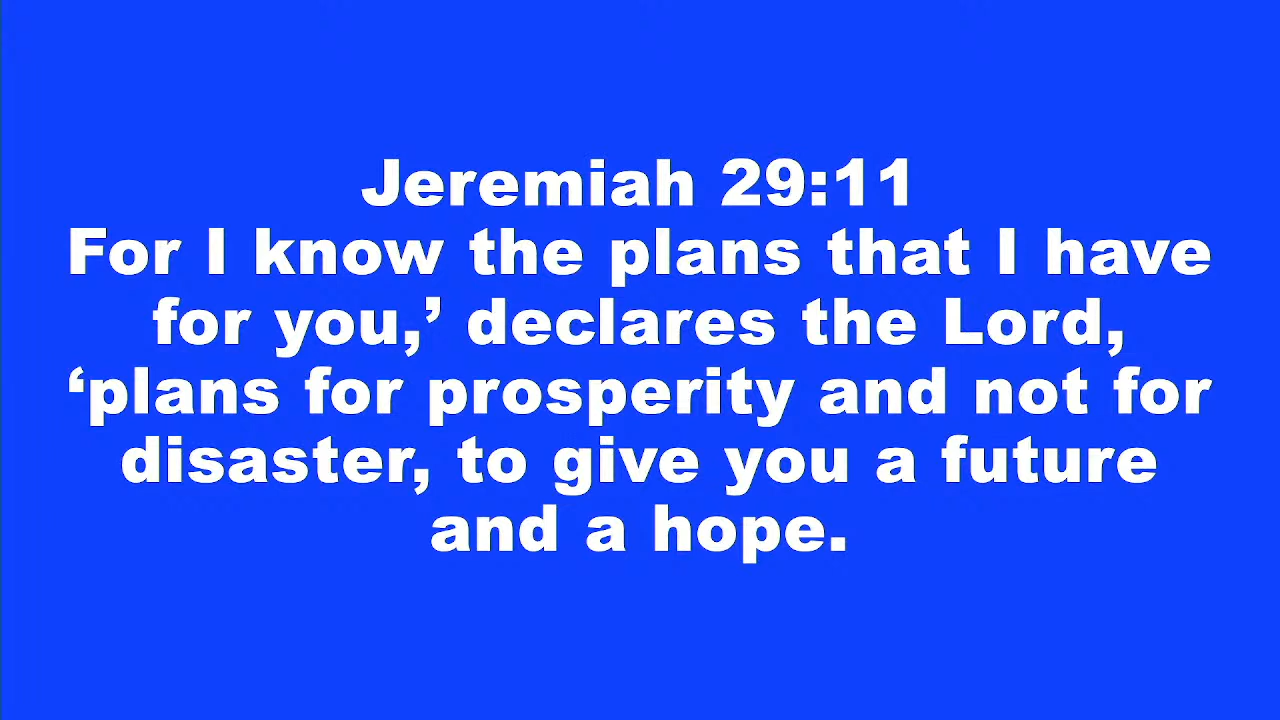 Jeremiah 29:11
For I know the plans that I have
for you,’ declares the Lord,
‘plans for prosperity and not for
disaster, to give you a future
and a hope.